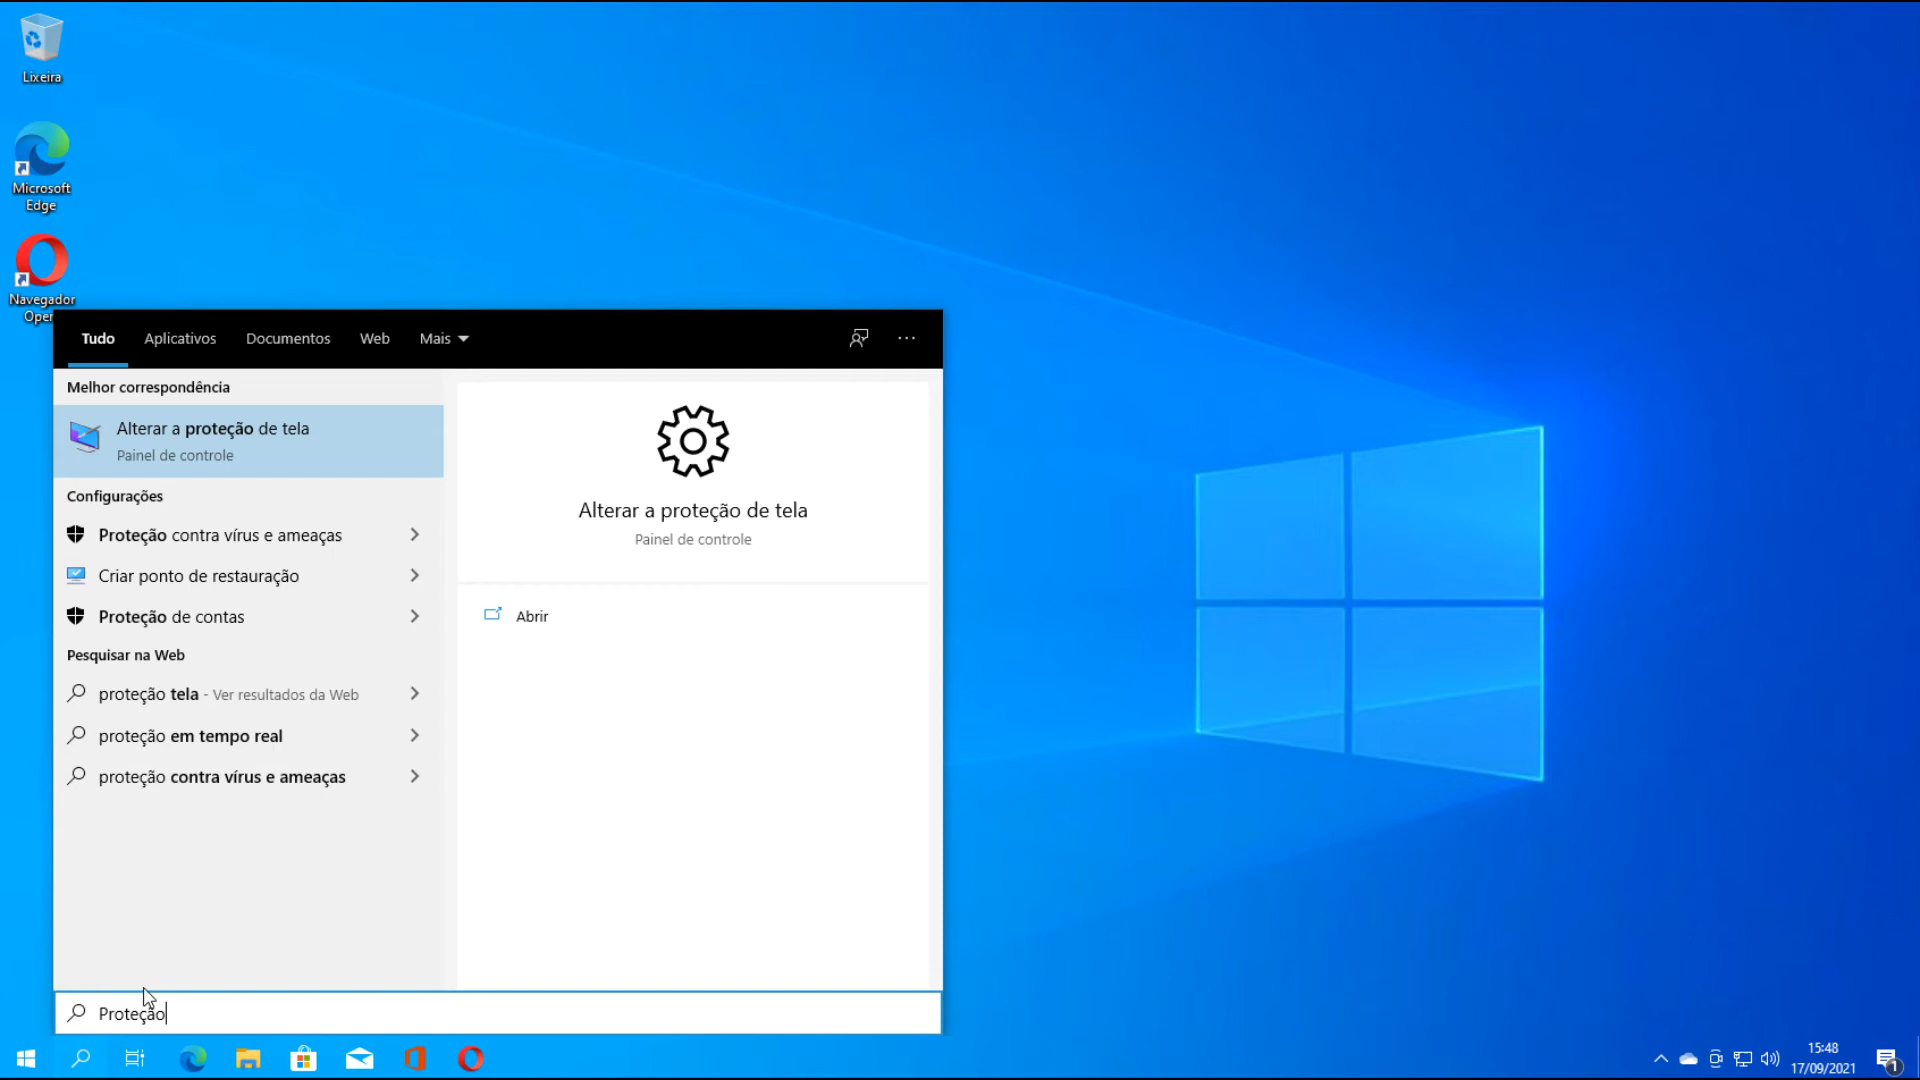 Lixeira
Microsoft
Edge
Navegador
Oper
Tudo
Aplicativos
Documentos
Web
Mais
Melhor correspondência
Alterar a proteção de tela
Painel de controle
Configurações
Proteção contra vírus e ameaças
Criar ponto de restauração
Proteção de contas
Pesquisar na Web
proteção tela - Ver resultados da Web
proteção em tempo real
proteção contra vírus e ameaças
Alterar a proteção de tela
Painel de controle
Abrir
Proteção
15:48
17/09/2021
1